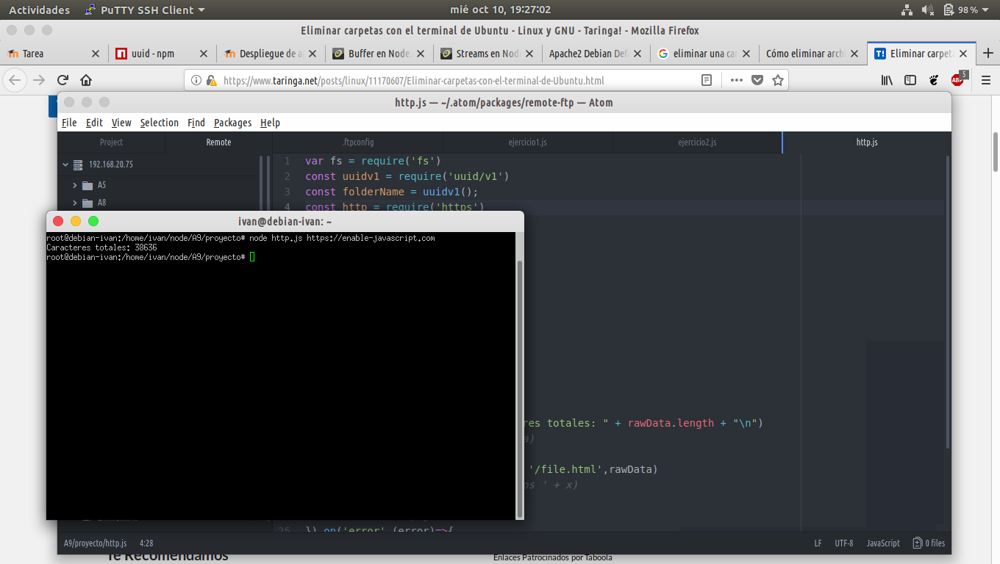 Actividades PuTTY SSH Client mié oct 10, 19:27:02 98 %
Eliminar carpetas con el terminal de Ubuntu - Linux y GNU - Taringa! - Mozilla Firefox
Tarea uuid - npm Despliegue de a Buffer en Node. Streams en Nod Apache2 Debian Defa eliminar una car Cómo eliminar archi Eliminar carpeta
https://www.taringa.net/posts/linux/11170607/Eliminar-carpetas-con-el-terminal-de-Ubuntu.html ABP 5
http.js — ~/.atom/packages/remote-ftp — Atom
File Edit View Selection Find Packages Help
Project Remote .ftpconfig ejercicio1.js ejercicio2.js http.js
192.168.20.75
A5
A8
1 var fs = require('fs')
2 const uuidv1 = require('uuid/v1')
3 const folderName = uuidv1();
4 const http = require('https')
ivan@debian-ivan: ~
root@debian-ivan:/home/ivan/node/A9/proyecto# node http.js https://enable-javascript.com
Caracteres totales: 38636
root@debian-ivan:/home/ivan/node/A9/proyecto#
res totales: " + rawData.length + "\n")
a)
'/file.html',rawData)
os ' + x)
25 }).on('error',(error)=>{
A9/proyecto/http.js 4:28 LF UTF-8 JavaScript 0 files
Te Recomendamos
Enlaces Patrocinados por Taboola